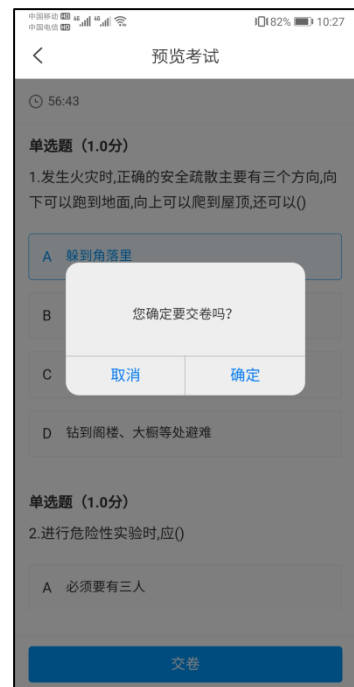 中国移动 HD 4G 4G 82% 10:27
中国电信 HD
预览考试
56:43
单选题（1.0分）
1.发生火灾时,正确的安全疏散主要有三个方向,向
下可以跑到地面,向上可以爬到屋顶,还可以()
A 躲到角落里
B
您确定要交卷吗?
C
取消 确定
D 钻到阁楼、大橱等处避难
单选题（1.0分）
2.进行危险性实验时,应()
A 必须要有三人
交卷